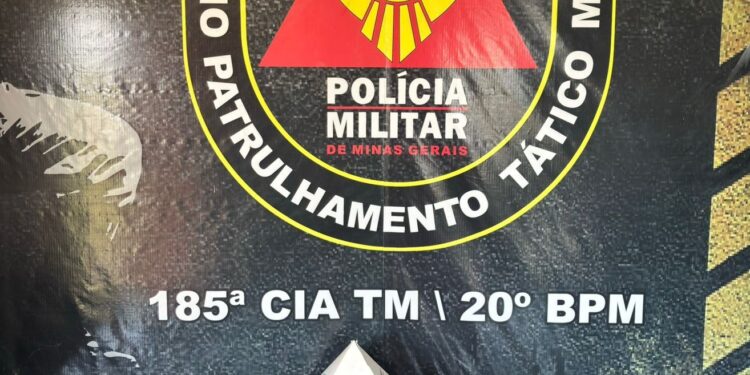 POLÍCIA
MILITAR
DE MINAS GERAIS
PATRULHAMENTO TÁTICO
185ª CIA TM \ 20º BPM